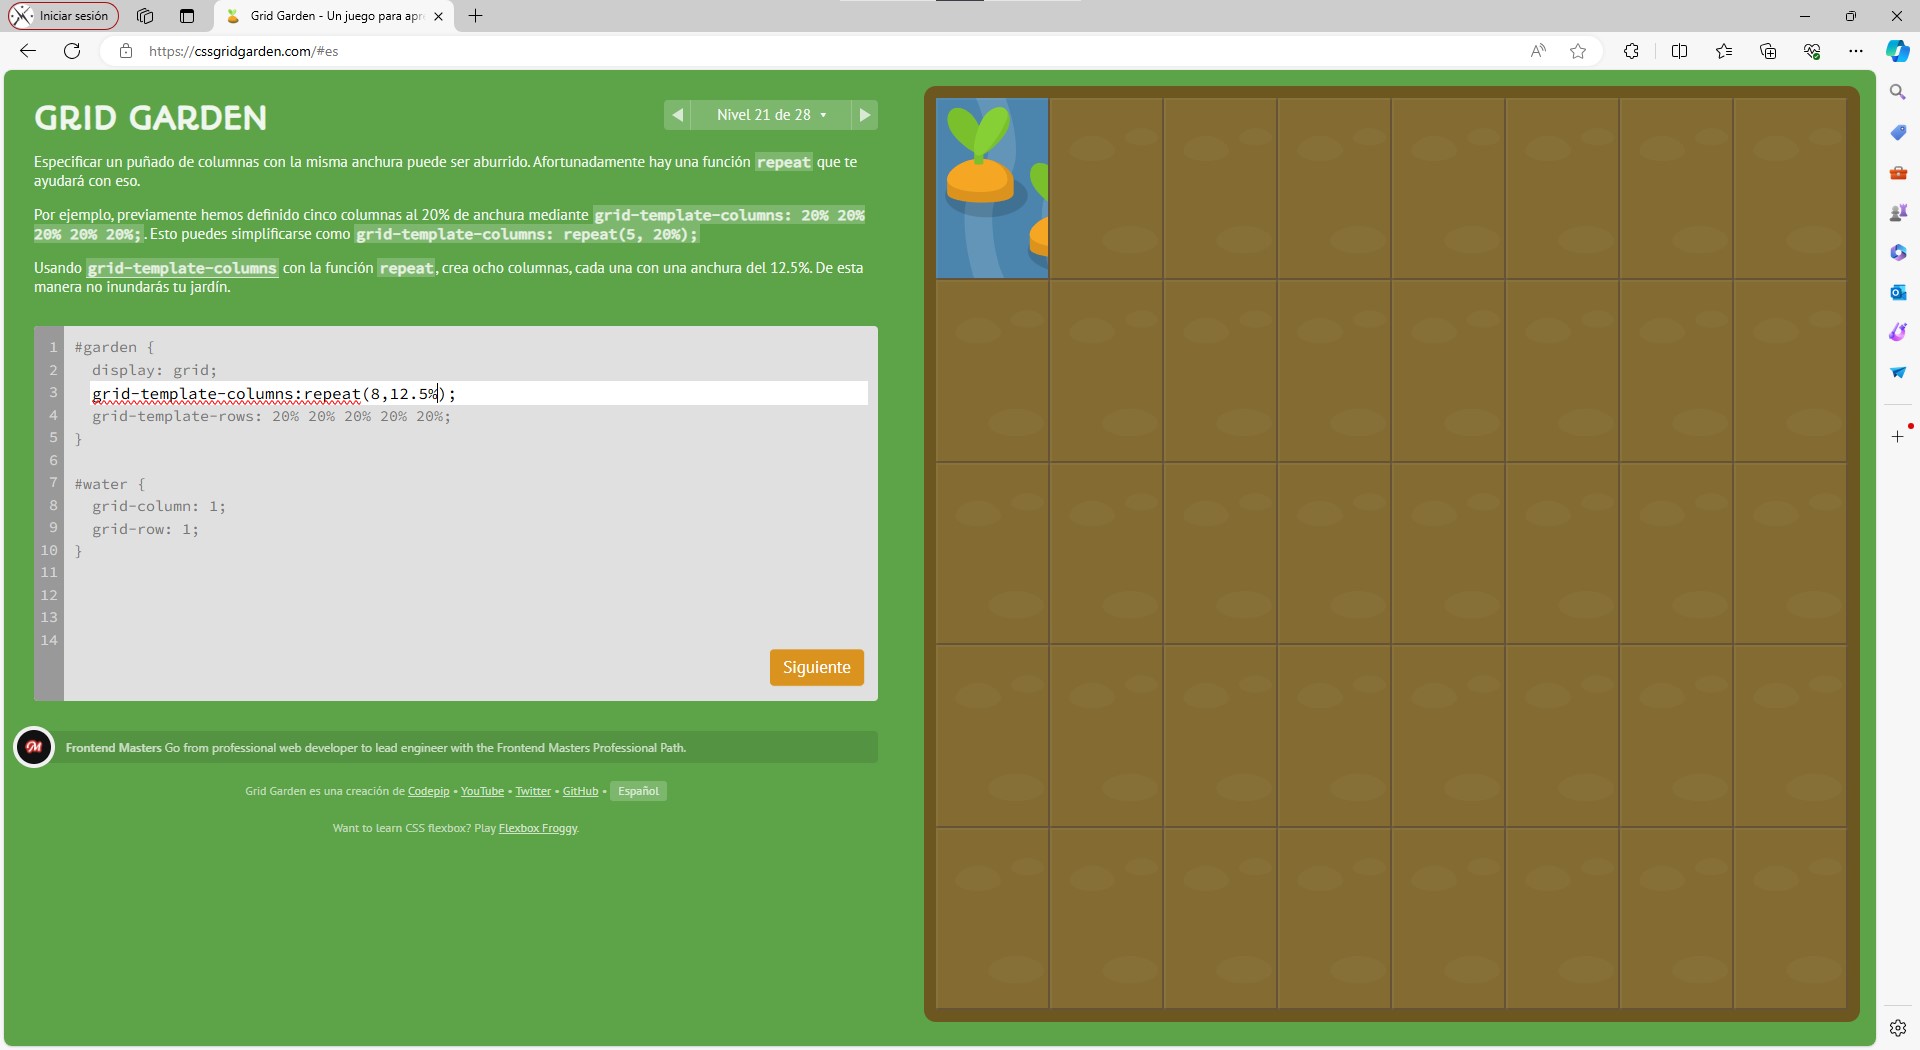 Iniciar sesión
Grid Garden - Un juego para apr
https://cssgridgarden.com/#es
GRID GARDEN
Nivel 21 de 28
Especificar un puñado de columnas con la misma anchura puede ser aburrido. Afortunadamente hay una función repeat que te
ayudará con eso.
Por ejemplo, previamente hemos definido cinco columnas al 20% de anchura mediante grid-template-columns: 20% 20%
20% 20% 20%;. Esto puedes simplificarse como grid-template-columns: repeat(5, 20%);
Usando grid-template-columns con la función repeat, crea ocho columnas, cada una con una anchura del 12.5%. De esta
manera no inundarás tu jardín.
1 #garden {
2 display: grid;
3 grid-template-columns:repeat(8,12.5%);
4 grid-template-rows: 20% 20% 20% 20% 20%;
5 }
6
7 #water {
8 grid-column: 1;
9 grid-row: 1;
10 }
11
12
13
14
Siguiente
M Frontend Masters Go from professional web developer to lead engineer with the Frontend Masters Professional Path.
Grid Garden es una creación de Codepip • YouTube • Twitter • GitHub • Español
Want to learn CSS flexbox? Play Flexbox Froggy.